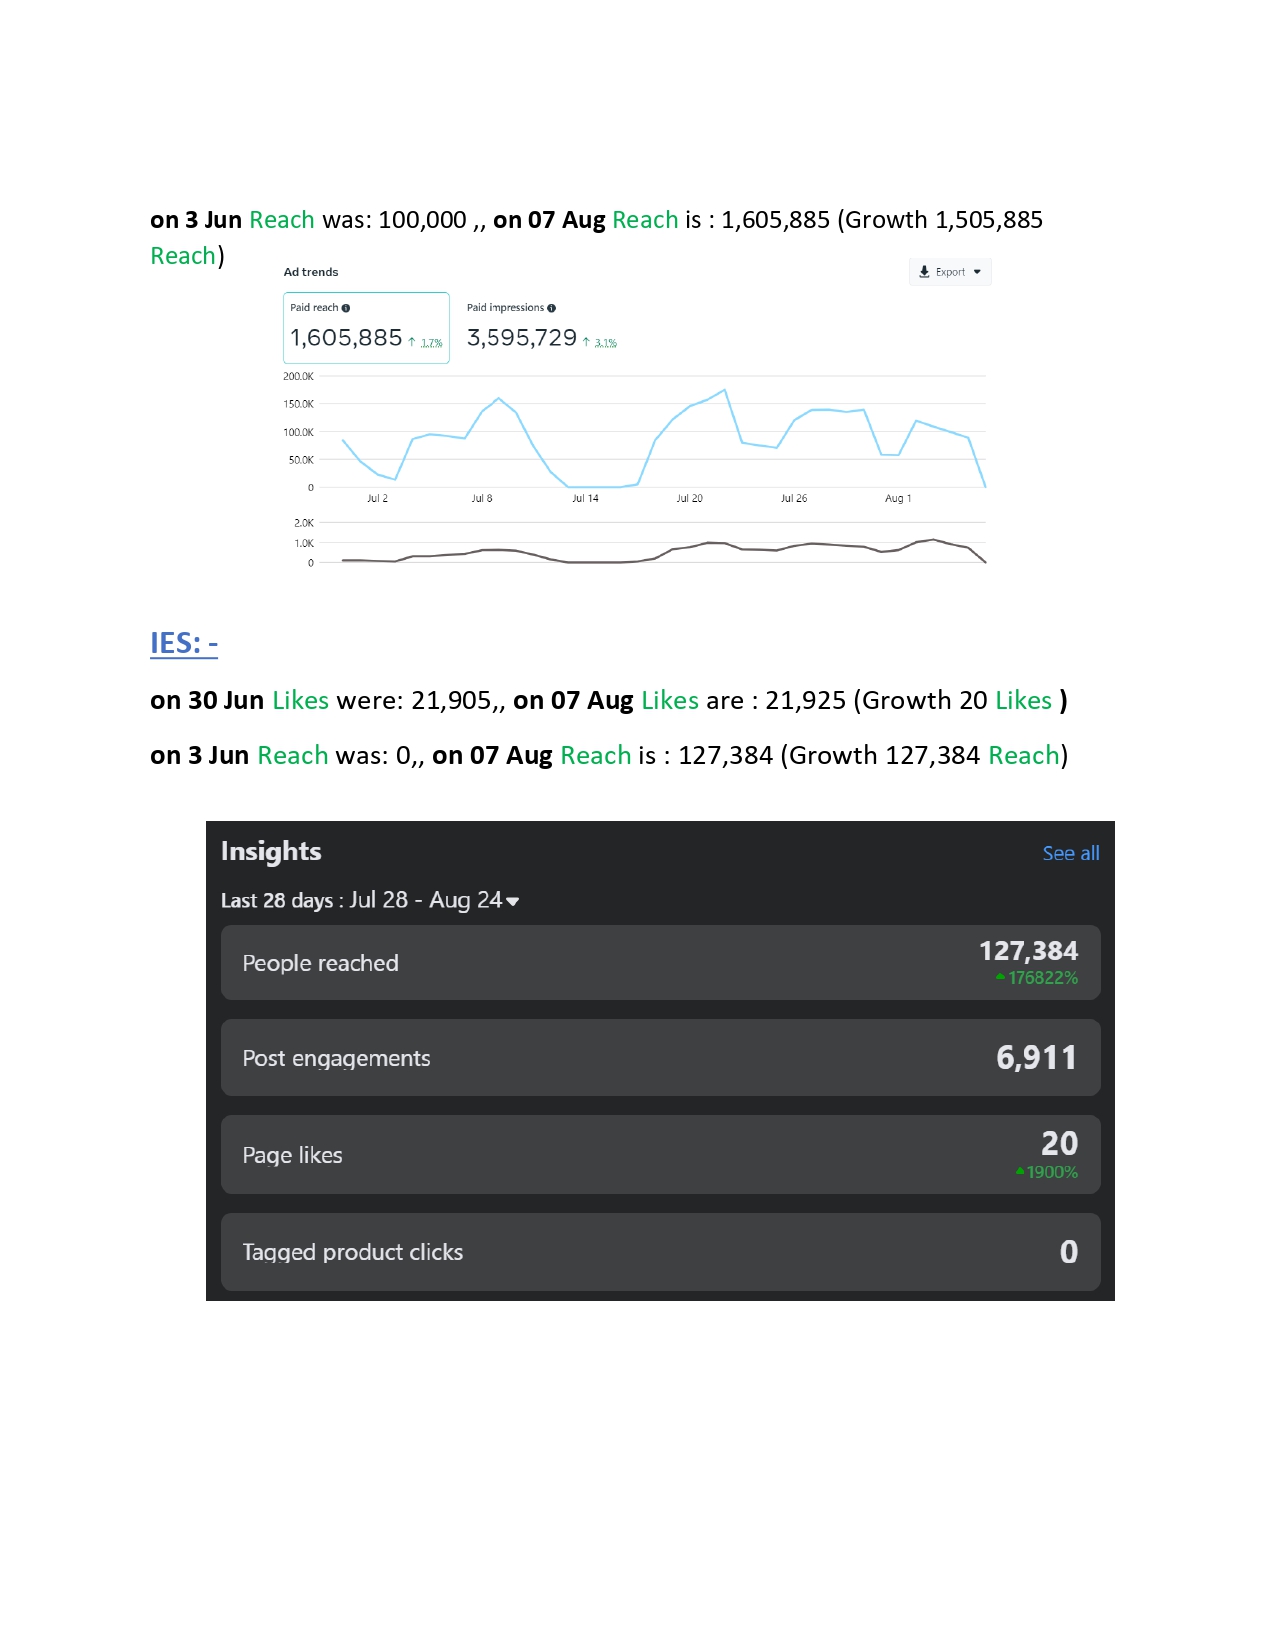 on 3 Jun Reach was: 100,000 ,, on 07 Aug Reach is : 1,605,885 (Growth 1,505,885
Reach)
Ad trends
Export
Paid reach
Paid impressions
1,605,885 ↑ 1.7%
3,595,729 ↑ 3.1%
200.0K
150.0K
100.0K
50.0K
0
Jul 2 Jul 8 Jul 14 Jul 20 Jul 26 Aug 1
2.0K
1.0K
0
IES: -
on 30 Jun Likes were: 21,905,, on 07 Aug Likes are : 21,925 (Growth 20 Likes )
on 3 Jun Reach was: 0,, on 07 Aug Reach is : 127,384 (Growth 127,384 Reach)
Insights
See all
Last 28 days : Jul 28 - Aug 24
People reached
127,384
176822%
Post engagements
6,911
Page likes
20
1900%
Tagged product clicks
0